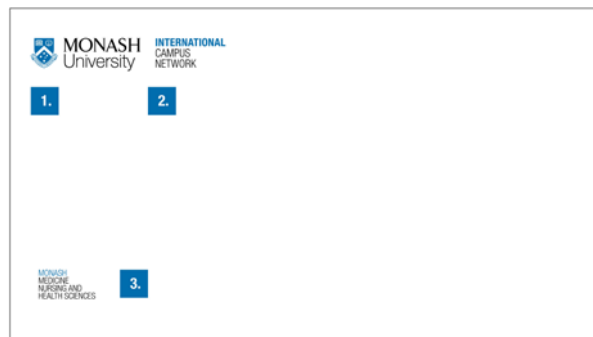 MONASH
University
INTERNATIONAL
CAMPUS
NETWORK
1.
2.
MONASH
MEDICINE
NURSING AND
HEALTH SCIENCES
3.